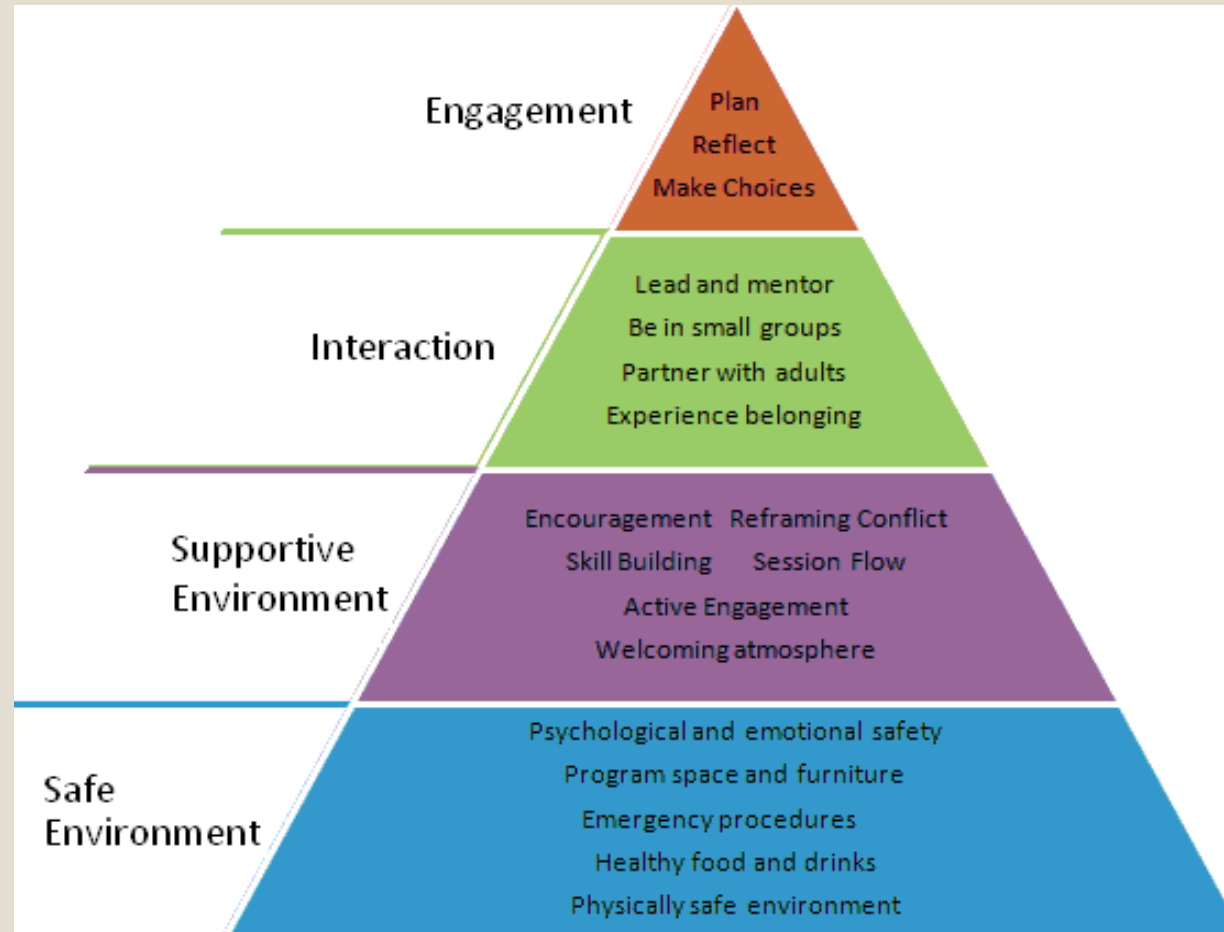 Engagement
Plan
Reflect
Make Choices
Interaction
Lead and mentor
Be in small groups
Partner with adults
Experience belonging
Supportive
Environment
Encouragement Reframing Conflict
Skill Building Session Flow
Active Engagement
Welcoming atmosphere
Safe
Environment
Psychological and emotional safety
Program space and furniture
Emergency procedures
Healthy food and drinks
Physically safe environment